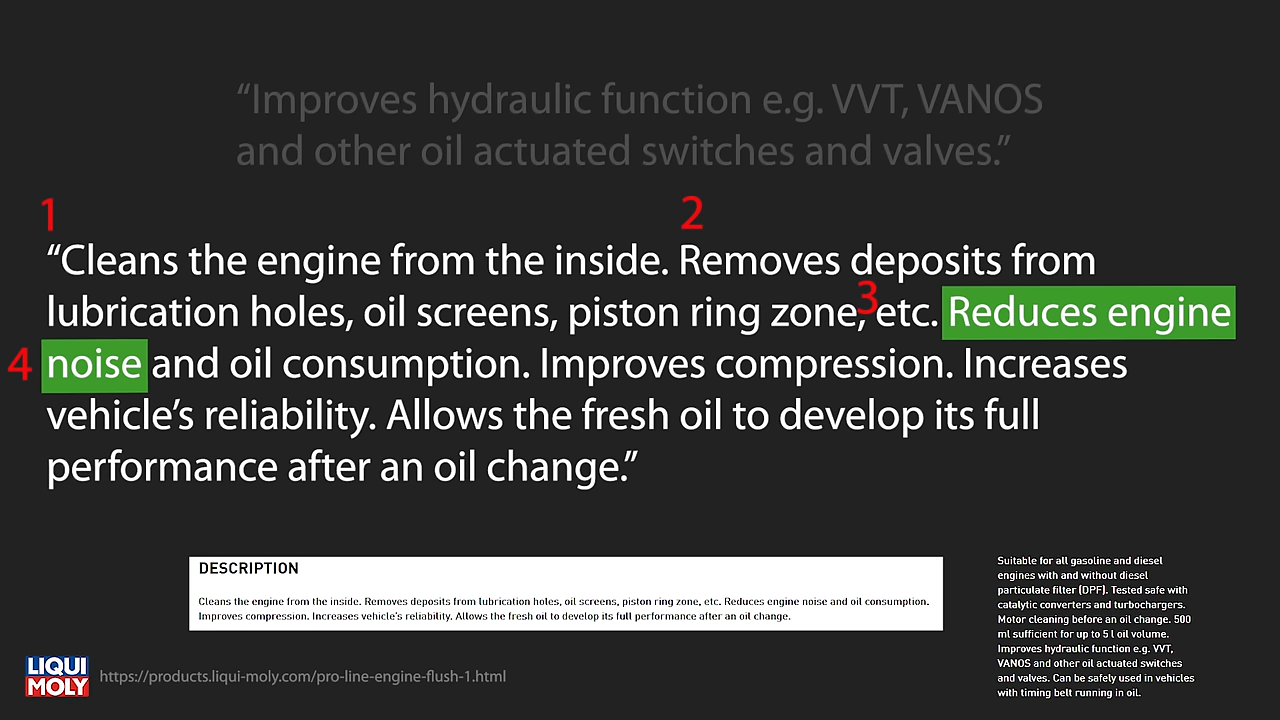 “Improves hydraulic function e.g. VVT, VANOS
and other oil actuated switches and valves.”
1
2
“Cleans the engine from the inside. Removes deposits from
3
lubrication holes, oil screens, piston ring zone, etc. Reduces engine
4
noise and oil consumption. Improves compression. Increases
vehicle’s reliability. Allows the fresh oil to develop its full
performance after an oil change.”
DESCRIPTION
Cleans the engine from the inside. Removes deposits from lubrication holes, oil screens, piston ring zone, etc. Reduces engine noise and oil consumption.
Improves compression. Increases vehicle’s reliability. Allows the fresh oil to develop its full performance after an oil change.
Suitable for all gasoline and diesel
engines with and without diesel
particulate filter (DPF). Tested safe with
catalytic converters and turbochargers.
Motor cleaning before an oil change. 500
ml sufficient for up to 5 l oil volume.
Improves hydraulic function e.g. VVT,
VANOS and other oil actuated switches
and valves. Can be safely used in vehicles
with timing belt running in oil.
LIQUI
MOLY
https://products.liqui-moly.com/pro-line-engine-flush-1.html